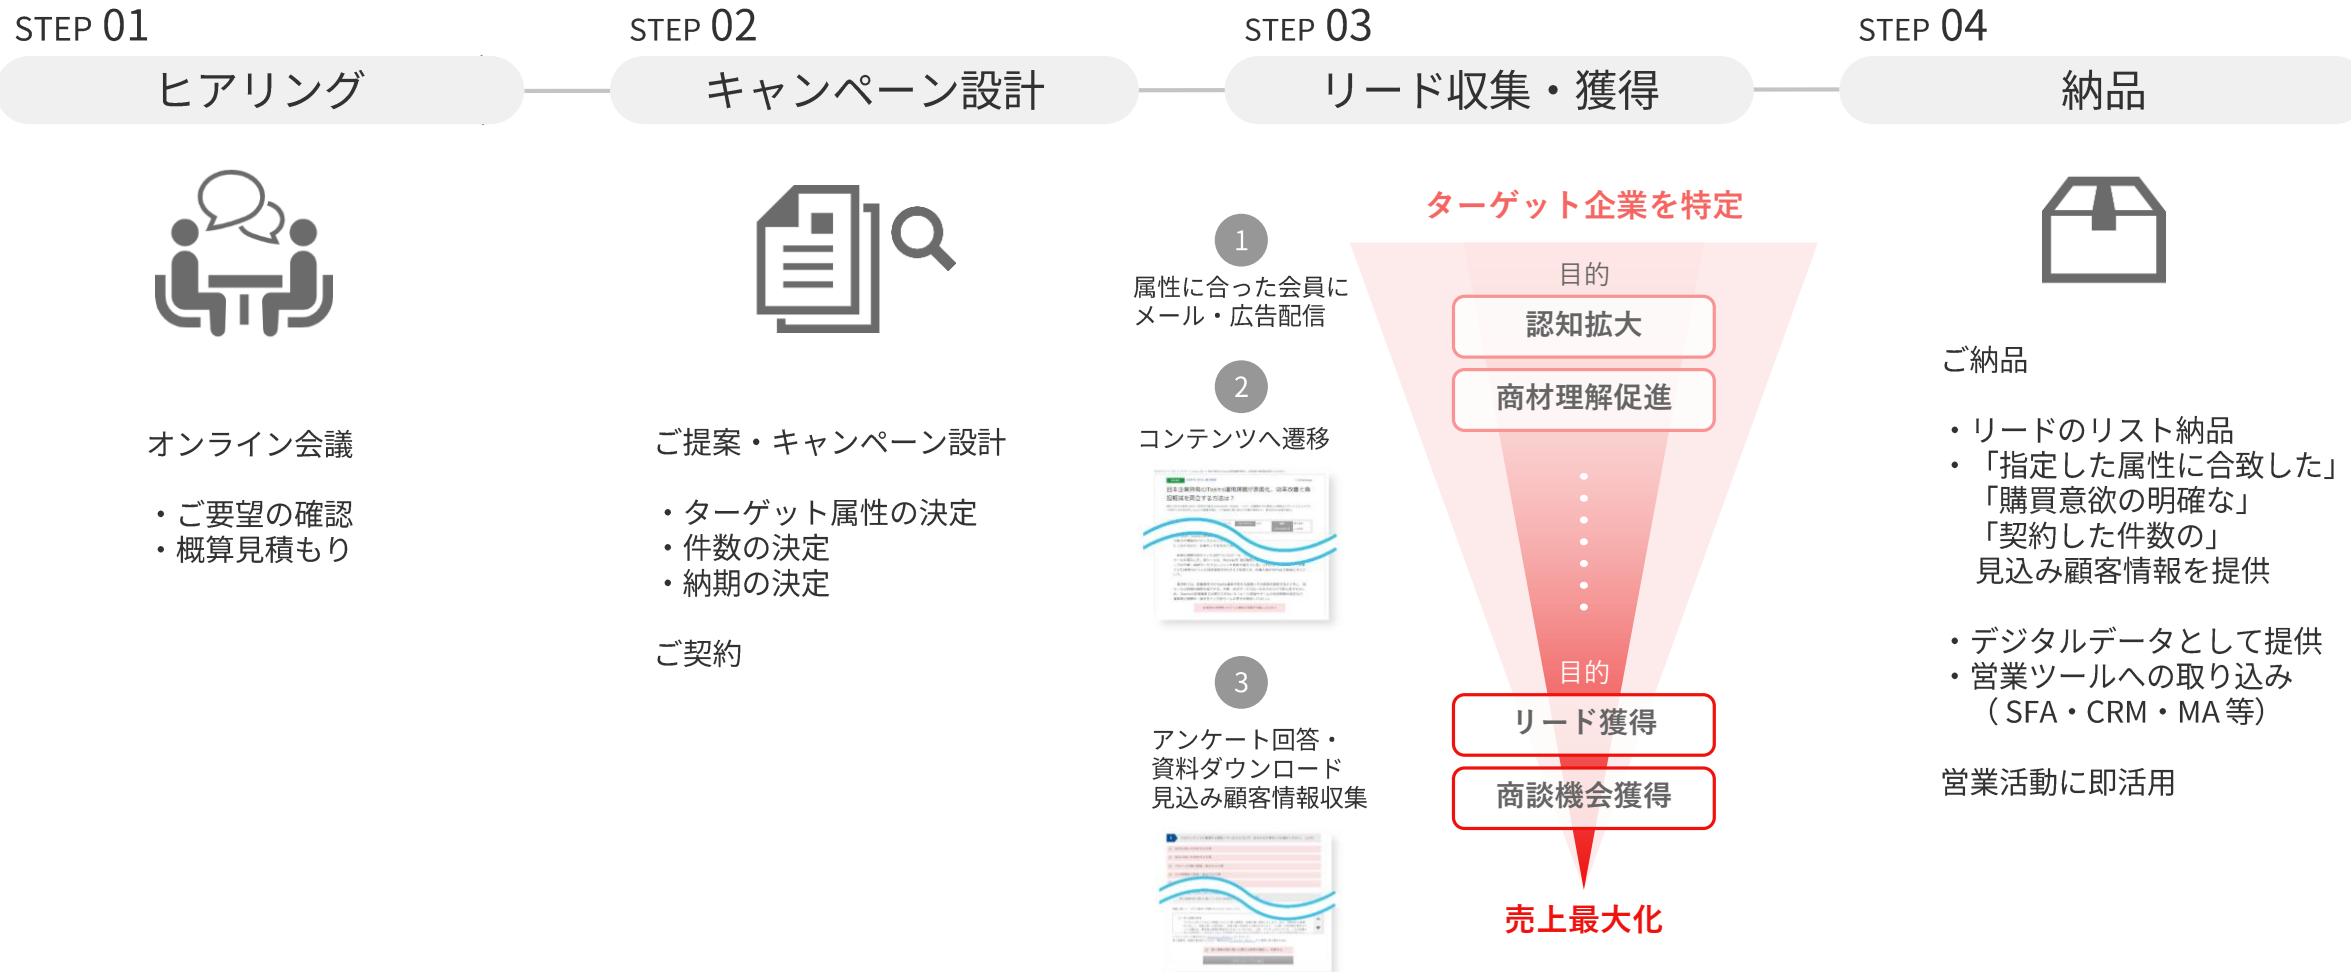 STEP 01
ヒアリング
オンライン会議
・ご要望の確認
・概算見積もり
STEP 02
キャンペーン設計
ご提案・キャンペーン設計
・ターゲット属性の決定
・件数の決定
・納期の決定
ご契約
STEP 03
リード収集・獲得
1
属性に合った会員に
メール・広告配信
2
コンテンツへ遷移
3
アンケート回答・
資料ダウンロード
見込み顧客情報収集
ターゲット企業を特定
目的
認知拡大
商材理解促進
目的
リード獲得
商談機会獲得
売上最大化
STEP 04
納品
ご納品
・リードのリスト納品
・「指定した属性に合致した」
「購買意欲の明確な」
「契約した件数の」
見込み顧客情報を提供
・デジタルデータとして提供
・営業ツールへの取り込み
（SFA・CRM・MA等）
営業活動に即活用